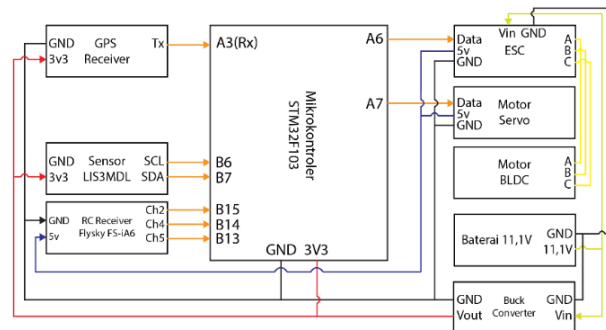 GND GPS Tx
3v3 Receiver
GND Sensor SCL
3v3 LIS3MDL SDA
RC Receiver Ch2
GND Flysky FS-iA6 Ch4
5v Ch5
A3(Rx) A6
A7
Mikrokontroler
STM32F103
B6
B7
B15
B14
B13
GND 3V3
Vin GND
Data A
5v B
GND ESC C
Data Motor
5v Servo
GND
Motor A
BLDC B
C
GND
Baterai 11,1V
11,1V
GND Buck GND
Vout Converter Vin